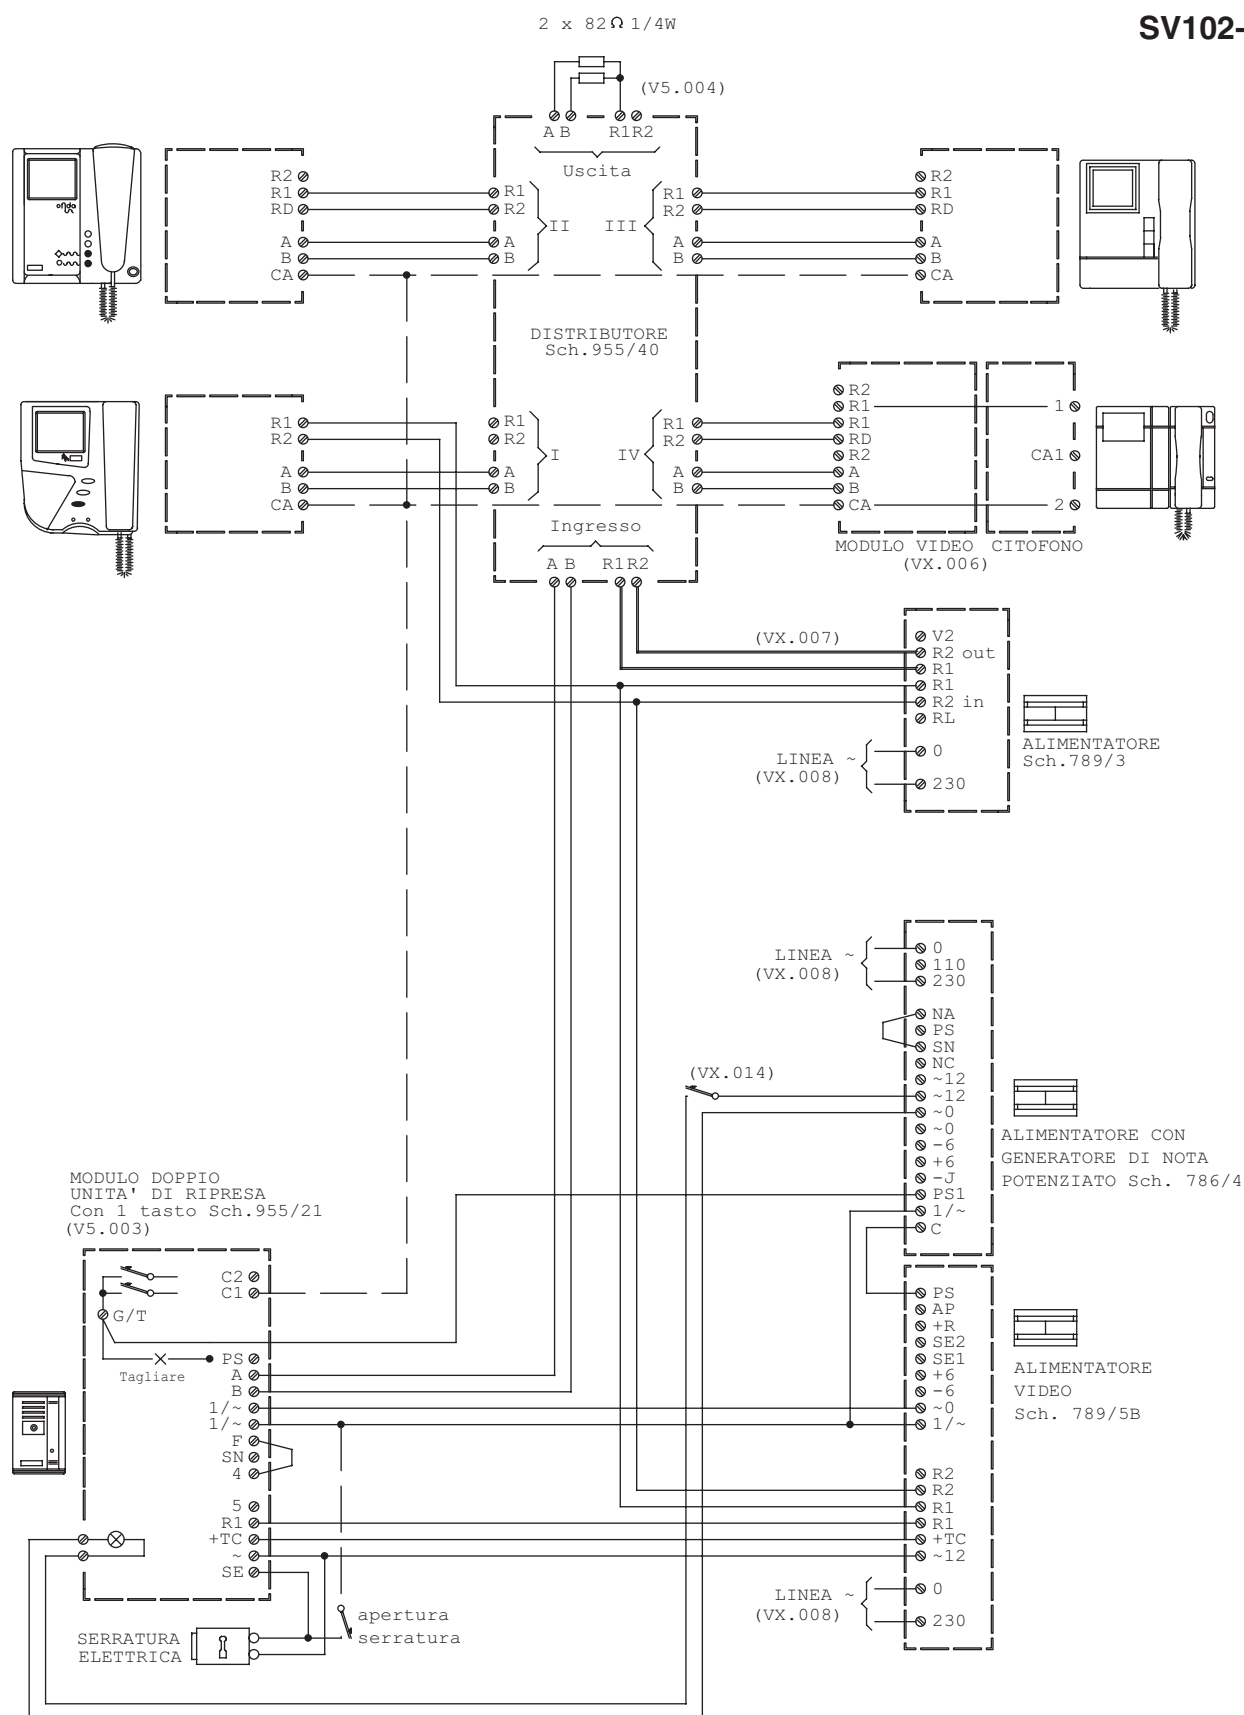 2 x 82Ω 1/4W
SV102-
(V5.004)
A B R1 R2
Uscita
R2
R1
RD
A
B
CA
R1
R2
II
A
B
R1
R2
III
A
B
R2
R1
RD
A
B
CA
onda
DISTRIBUTORE
Sch.955/40
R1
R2
A
B
CA
R1
R2
I
A
B
R1
R2
IV
A
B
R2
R1
R1
RD
R2
A
B
CA
1
CA1
2
Ingresso
A B R1 R2
MODULO VIDEO
(VX.006)
CITOFONO
(VX.007)
V2
R2 out
R1
R1
R2 in
RL
0
230
LINEA ~
(VX.008)
ALIMENTATORE
Sch.789/3
LINEA ~
(VX.008)
0
110
230
NA
PS
SN
NC
~12
~12
~0
~0
-6
+6
-J
PS1
1/~
C
(VX.014)
ALIMENTATORE CON
GENERATORE DI NOTA
POTENZIATO Sch. 786/4
MODULO DOPPIO
UNITA' DI RIPRESA
Con 1 tasto Sch.955/21
(V5.003)
C2
C1
G/T
PS
Tagliare
A
B
1/~
1/~
F
SN
4
5
R1
+TC
~
SE
PS
AP
+R
SE2
SE1
+6
-6
~0
1/~
R2
R2
R1
R1
+TC
~12
0
230
ALIMENTATORE
VIDEO
Sch. 789/5B
LINEA ~
(VX.008)
apertura
serratura
SERRATURA
ELETTRICA